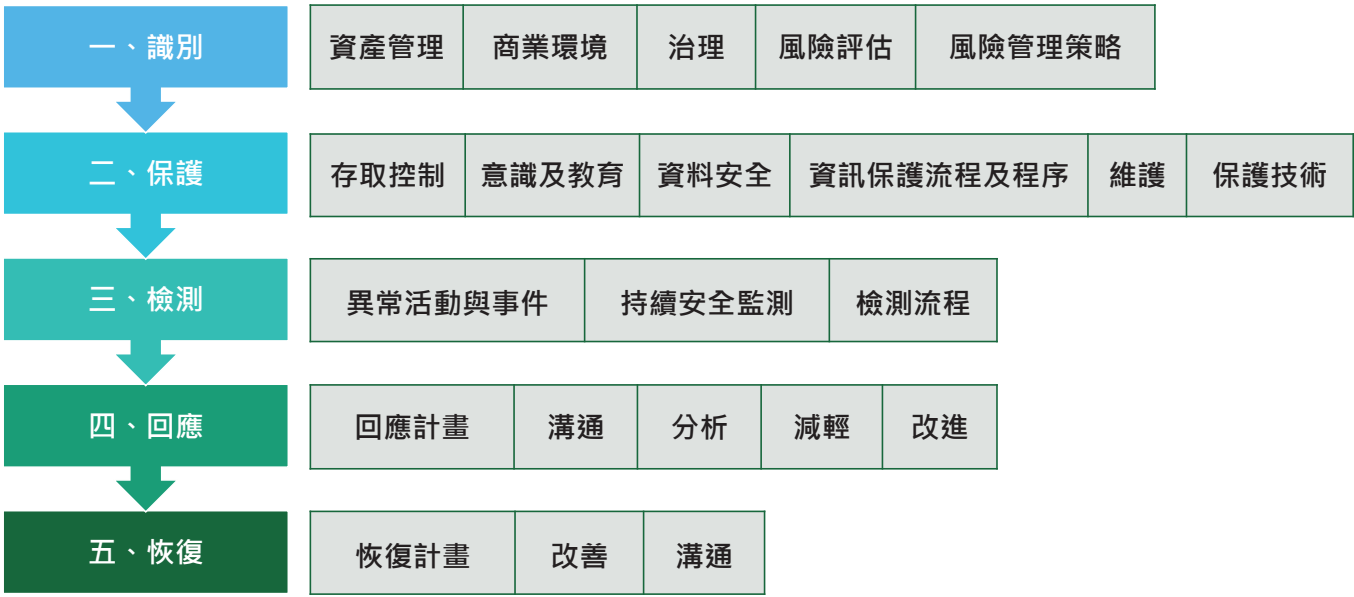 一、識別 資產管理 商業環境 治理 風險評估 風險管理策略
二、保護 存取控制 意識及教育 資料安全 資訊保護流程及程序 維護 保護技術
三、檢測 異常活動與事件 持續安全監測 檢測流程
四、回應 回應計畫 溝通 分析 減輕 改進
五、恢復 恢復計畫 改善 溝通